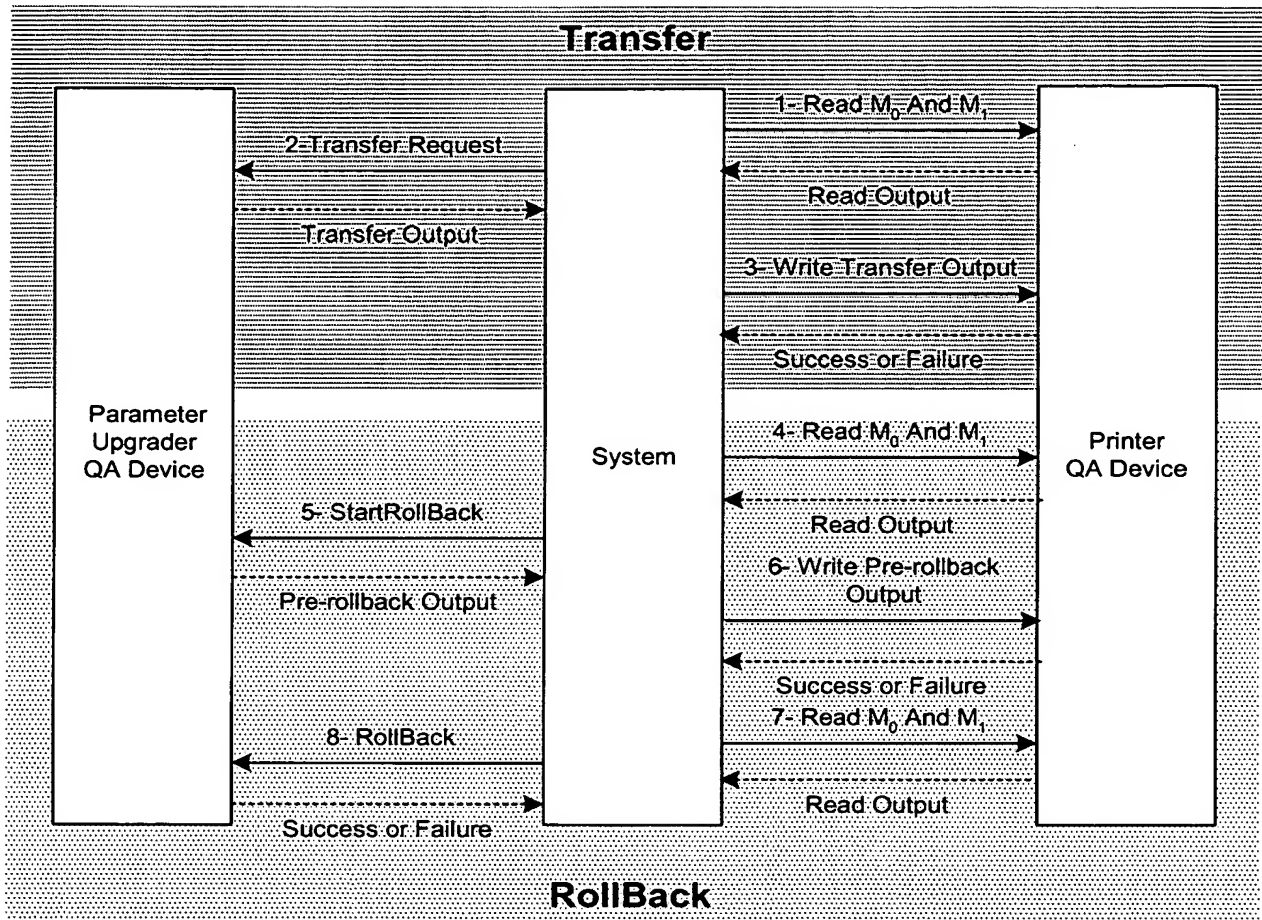 Transfer
1- Read M₀ And M₁
2-Transfer Request
Read Output
Transfer Output
3- Write Transfer Output
Success or Failure
Parameter
Upgrader
QA Device
System
Printer
QA Device
4- Read M₀ And M₁
Read Output
5- StartRollBack
6- Write Pre-rollback
Output
Pre-rollback Output
Success or Failure
7- Read M₀ And M₁
8- RollBack
Read Output
Success or Failure
RollBack